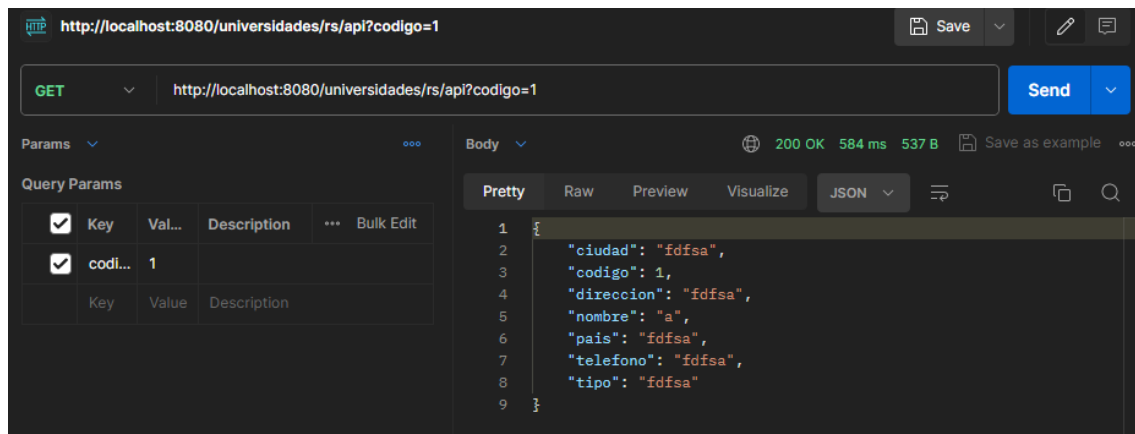 HTTP http://localhost:8080/universidades/rs/api?codigo=1 Save
GET http://localhost:8080/universidades/rs/api?codigo=1 Send
Params Body 200 OK 584 ms 537 B Save as example
Query Params Pretty Raw Preview Visualize JSON
Key Val... Description Bulk Edit
codi... 1
Key Value Description
1 {
2 "ciudad": "fdfsa",
3 "codigo": 1,
4 "direccion": "fdfsa",
5 "nombre": "a",
6 "pais": "fdfsa",
7 "telefono": "fdfsa",
8 "tipo": "fdfsa"
9 }